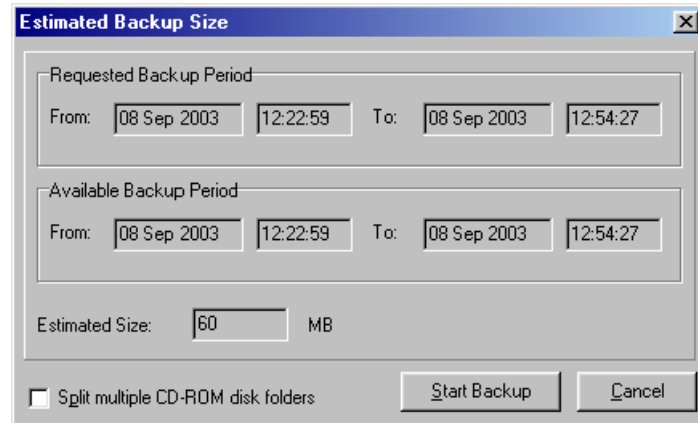 Estimated Backup Size
Requested Backup Period
From: 08 Sep 2003 12:22:59 To: 08 Sep 2003 12:54:27
Available Backup Period
From: 08 Sep 2003 12:22:59 To: 08 Sep 2003 12:54:27
Estimated Size: 60 MB
Split multiple CD-ROM disk folders Start Backup Cancel